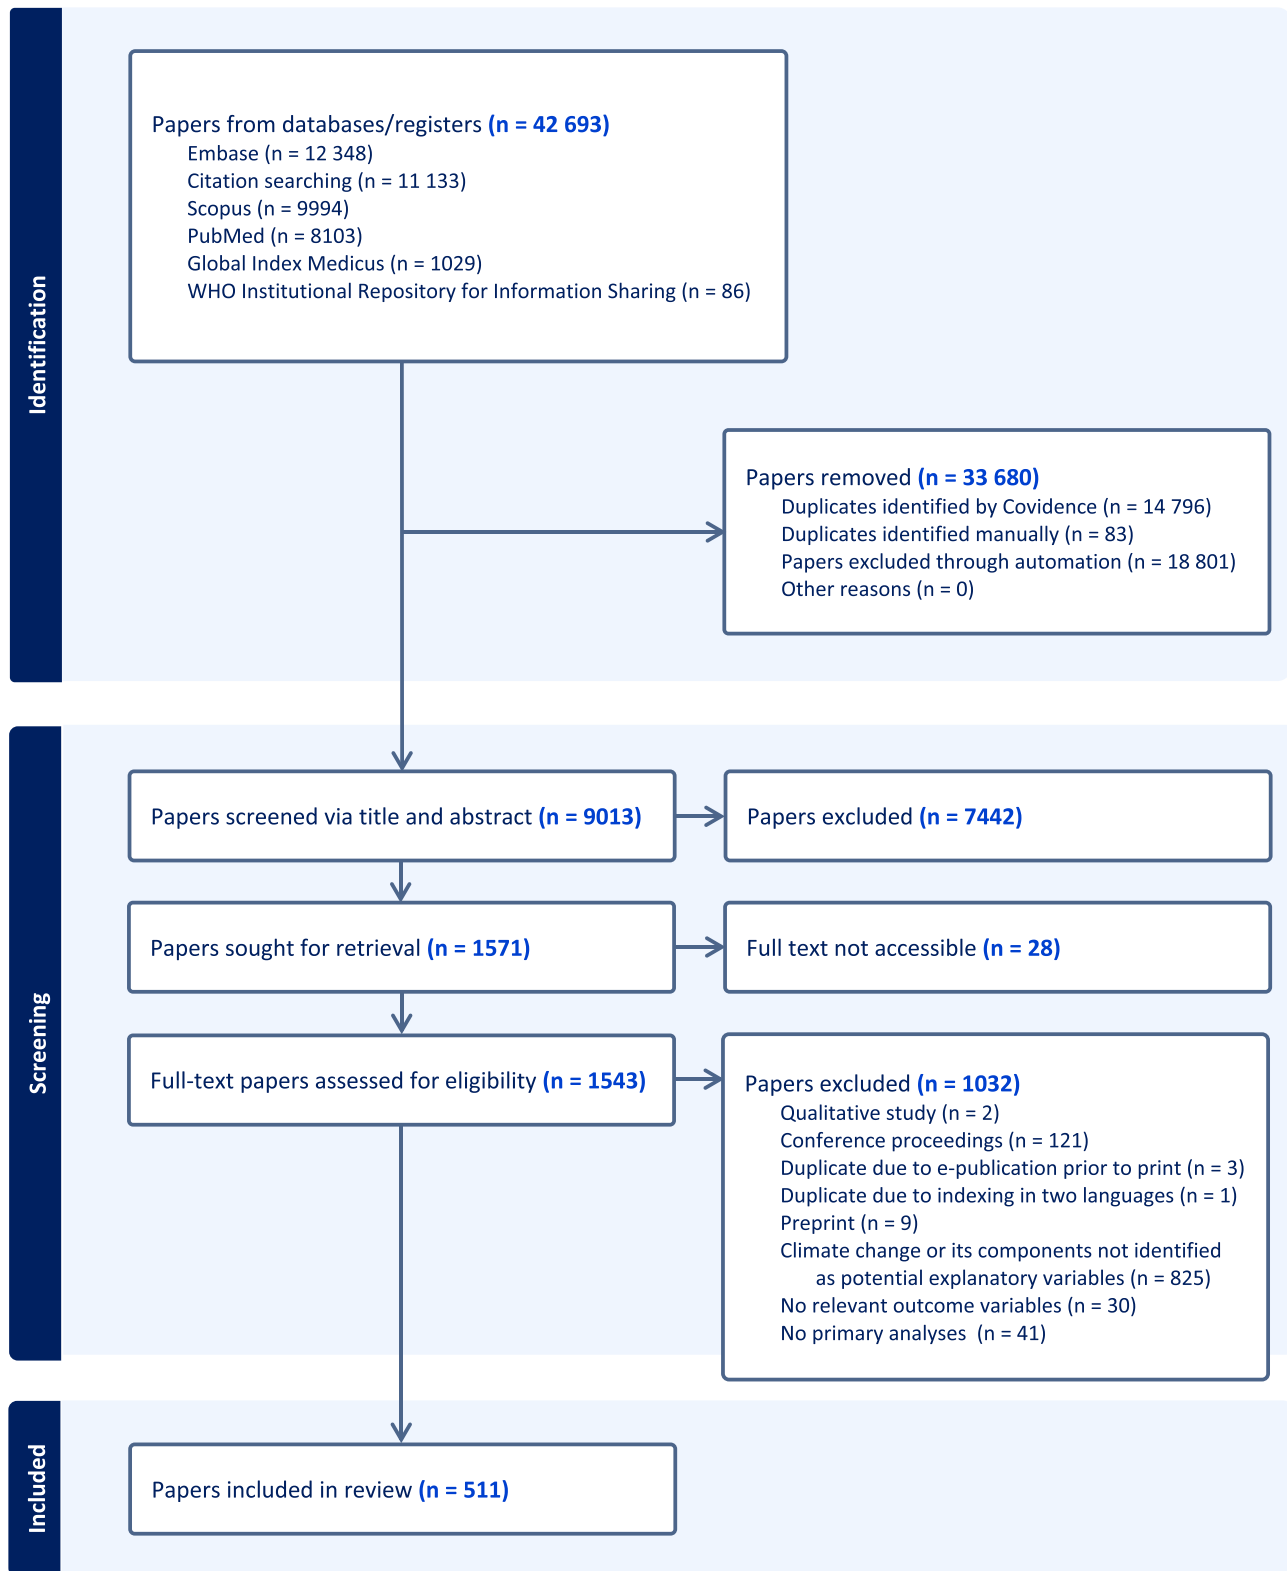 Identification
Papers from databases/registers (n = 42 693)
Embase (n = 12 348)
Citation searching (n = 11 133)
Scopus (n = 9994)
PubMed (n = 8103)
Global Index Medicus (n = 1029)
WHO Institutional Repository for Information Sharing (n = 86)
Papers removed (n = 33 680)
Duplicates identified by Covidence (n = 14 796)
Duplicates identified manually (n = 83)
Papers excluded through automation (n = 18 801)
Other reasons (n = 0)
Screening
Papers screened via title and abstract (n = 9013)
Papers excluded (n = 7442)
Papers sought for retrieval (n = 1571)
Full text not accessible (n = 28)
Full-text papers assessed for eligibility (n = 1543)
Papers excluded (n = 1032)
Qualitative study (n = 2)
Conference proceedings (n = 121)
Duplicate due to e-publication prior to print (n = 3)
Duplicate due to indexing in two languages (n = 1)
Preprint (n = 9)
Climate change or its components not identified
as potential explanatory variables (n = 825)
No relevant outcome variables (n = 30)
No primary analyses (n = 41)
Included
Papers included in review (n = 511)